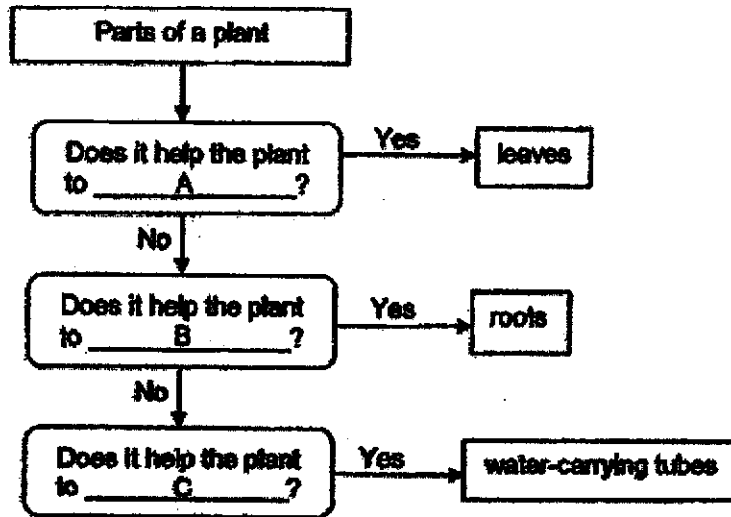 Parts of a plant
Does it help the plant
to A ?
Yes
leaves
No
Does it help the plant
to B ?
Yes
roots
No
Does it help the plant
to C ?
Yes
water-carrying tubes